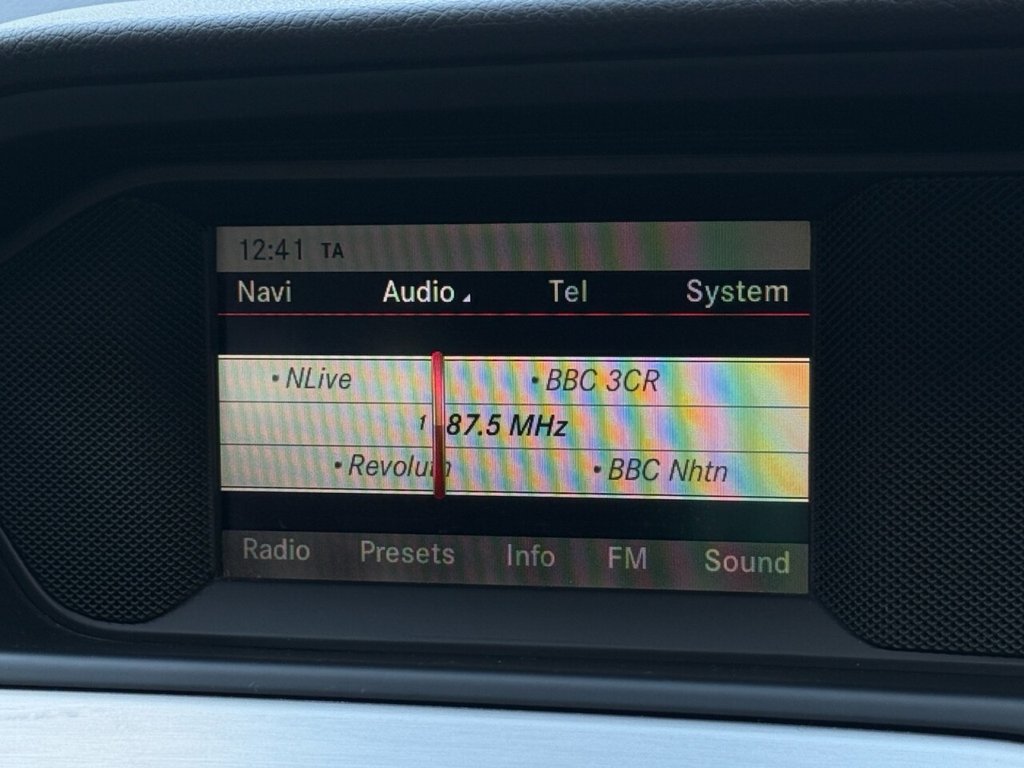 12:41 TA
Navi Audio Tel System
• NLive • BBC 3CR
1 87.5 MHz
• BBC Nhtn
Radio Presets Info FM Sound